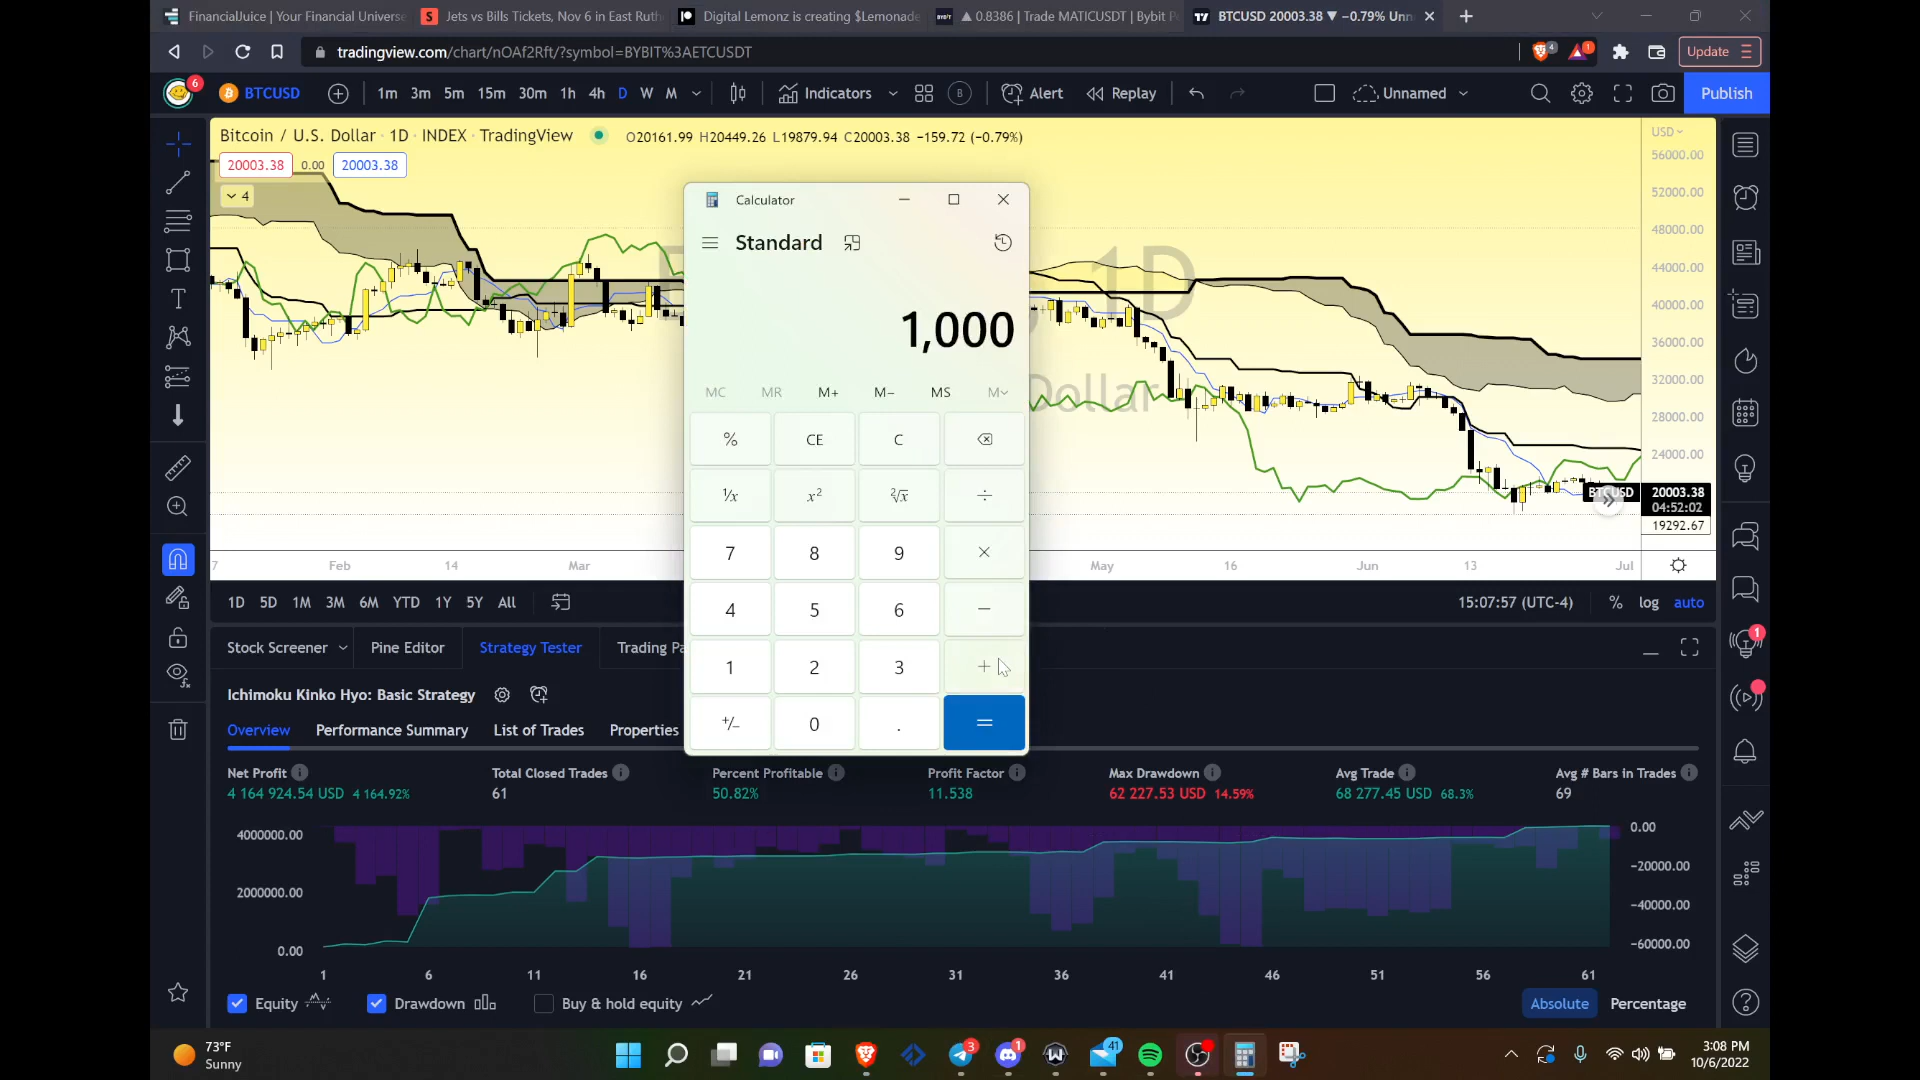 FinancialJuice | Your Financial Universe
Jets vs Bills Tickets, Nov 6 in East Ruth
Digital Lemonz is creating $Lemonade
▲ 0.8386 | Trade MATICUSDT | Bybit P
BTCUSD 20003.38 ▼ −0.79% Unn
tradingview.com/chart/nOAf2Rft/?symbol=BYBIT%3AETCUSDT
4
1
Update
6
BTCUSD
1m 3m 5m 15m 30m 1h 4h D W M
Indicators
B
Alert
Replay
Unnamed
Publish
Bitcoin / U.S. Dollar · 1D · INDEX · TradingView
O20161.99 H20449.26 L19879.94 C20003.38 −159.72 (−0.79%)
USD
20003.38 0.00 20003.38
4
1D
Dollar
56000.00
52000.00
48000.00
44000.00
40000.00
36000.00
32000.00
28000.00
24000.00
BTCUSD
20003.38
04:52:02
19292.67
Calculator
Standard
1,000
MC MR M+ M− MS M
% CE C
¹/x x² ²√x ÷
7 8 9 ×
4 5 6 −
1 2 3 +
+/− 0 . =
7 Feb 14 Mar May 16 Jun 13 Jul
1D 5D 1M 3M 6M YTD 1Y 5Y All
15:07:57 (UTC-4) % log auto
Stock Screener
Pine Editor
Strategy Tester
Trading Pa
1
Ichimoku Kinko Hyo: Basic Strategy
Overview Performance Summary List of Trades Properties
Net Profit
4 164 924.54 USD 4 164.92%
Total Closed Trades
61
Percent Profitable
50.82%
Profit Factor
11.538
Max Drawdown
62 227.53 USD 14.59%
Avg Trade
68 277.45 USD 68.3%
Avg # Bars in Trades
69
4000000.00
2000000.00
0.00
0.00
−20000.00
−40000.00
−60000.00
1 6 11 16 21 26 31 36 41 46 51 56 61
Equity
Drawdown
Buy & hold equity
Absolute
Percentage
73°F
Sunny
3
1
41
3:08 PM
10/6/2022